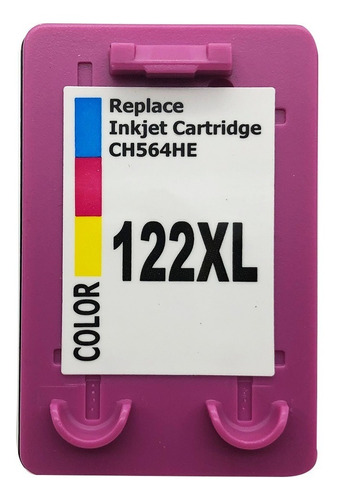 Replace
Inkjet Cartridge
CH564HE
122XL
COLOR